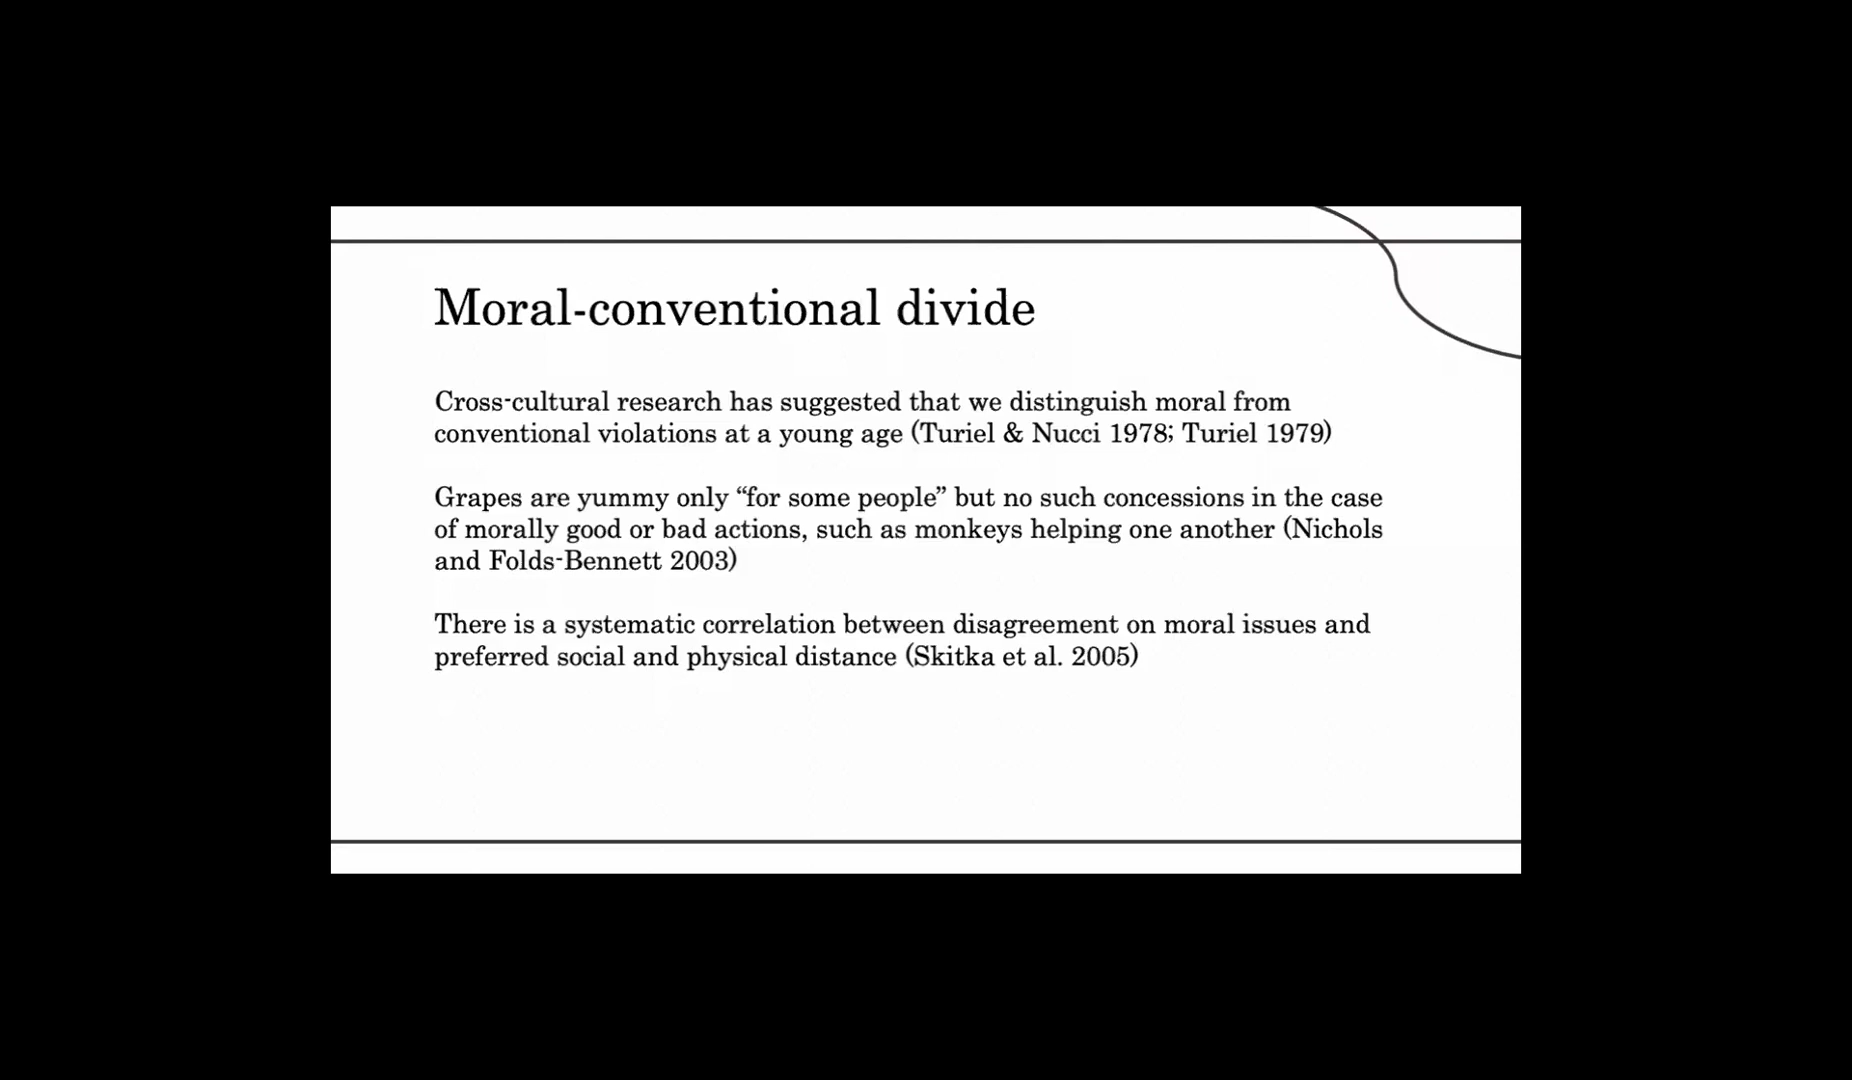 Moral-conventional divide
Cross-cultural research has suggested that we distinguish moral from
conventional violations at a young age (Turiel & Nucci 1978; Turiel 1979)
Grapes are yummy only “for some people” but no such concessions in the case
of morally good or bad actions, such as monkeys helping one another (Nichols
and Folds-Bennett 2003)
There is a systematic correlation between disagreement on moral issues and
preferred social and physical distance (Skitka et al. 2005)